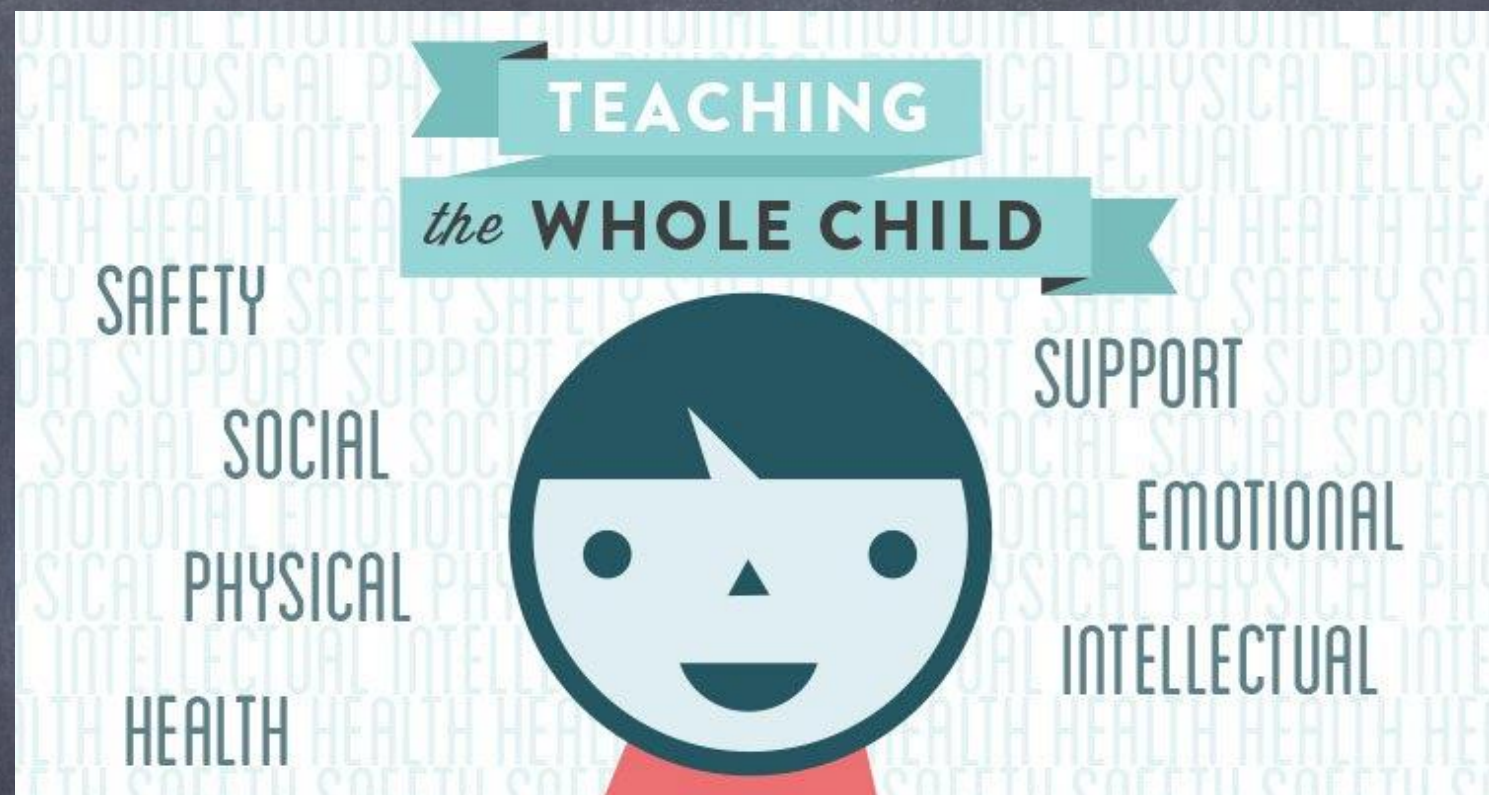 TEACHING
the WHOLE CHILD
SAFETY
SOCIAL
PHYSICAL
HEALTH
SUPPORT
EMOTIONAL
INTELLECTUAL